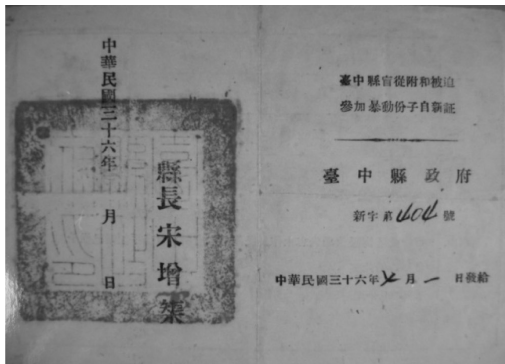 臺中縣盲從附和被迫
參加暴動份子自新証
臺中縣政府
新字第404號
中華民國三十六年七月一日發給
縣長宋增榘
中華民國三十六年 月 日